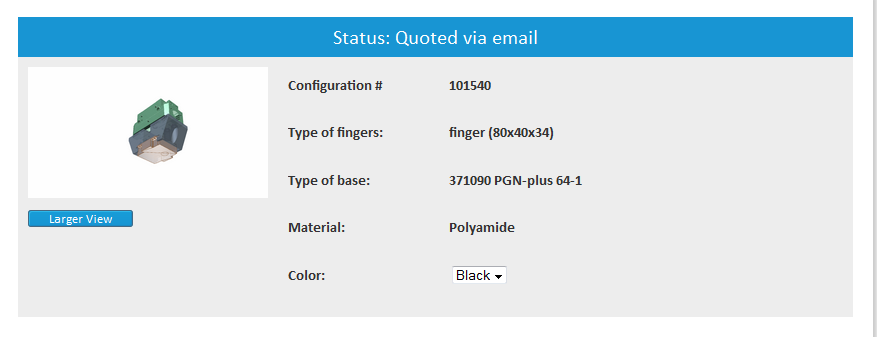 Status: Quoted via email
Configuration # 101540
Type of fingers: finger (80x40x34)
Type of base: 371090 PGN-plus 64-1
Larger View
Material: Polyamide
Color: Black